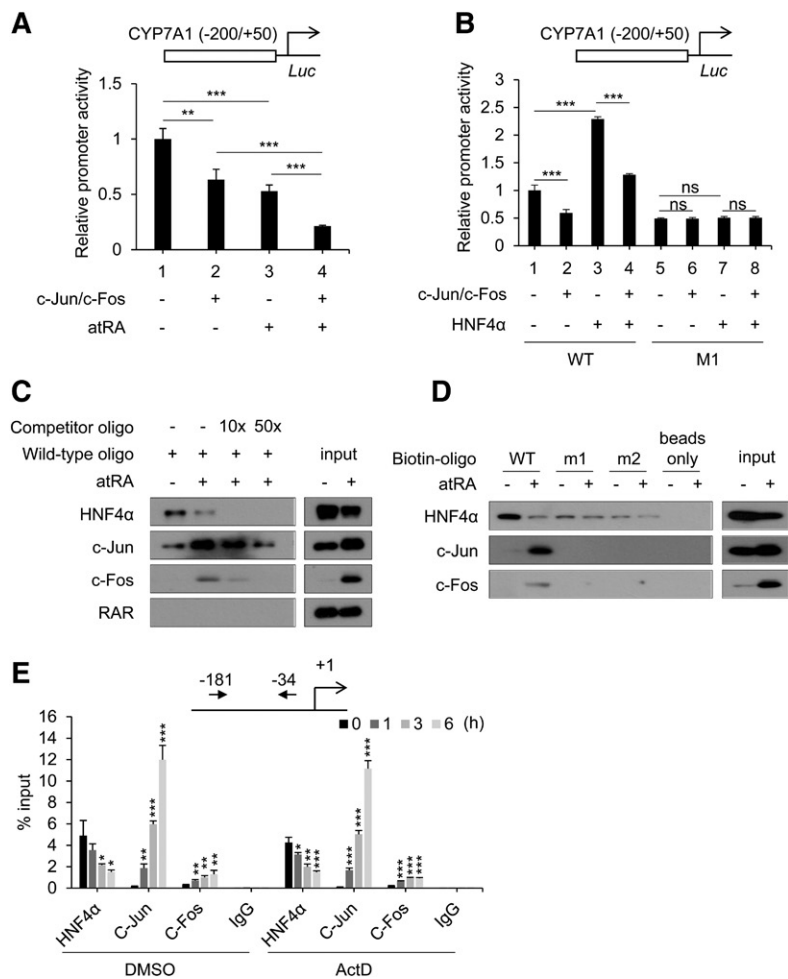 A
CYP7A1 (-200/+50)
Luc
Relative promoter activity
1.5
1
0.5
0
***
**
***
***
1 2 3 4
c-Jun/c-Fos - + - +
atRA - - + +
B
CYP7A1 (-200/+50)
Luc
Relative promoter activity
3
2.5
2
1.5
1
0.5
0
*** ***
***
ns
ns ns
1 2 3 4 5 6 7 8
c-Jun/c-Fos - + - + - + - +
HNF4α - - + + - - + +
WT M1
C
Competitor oligo - - 10x 50x
Wild-type oligo + + + + input
atRA - + + + - +
HNF4α
c-Jun
c-Fos
RAR
D
Biotin-oligo WT m1 m2 beads only input
atRA - + - + - + - + - +
HNF4α
c-Jun
c-Fos
E
-181 -34 +1
0 1 3 6 (h)
% input
16
14
12
10
8
6
4
2
0
* * ** *** *** ** ** ** * ** *** *** *** *** *** *** ***
HNF4α C-Jun C-Fos IgG HNF4α C-Jun C-Fos IgG
DMSO ActD